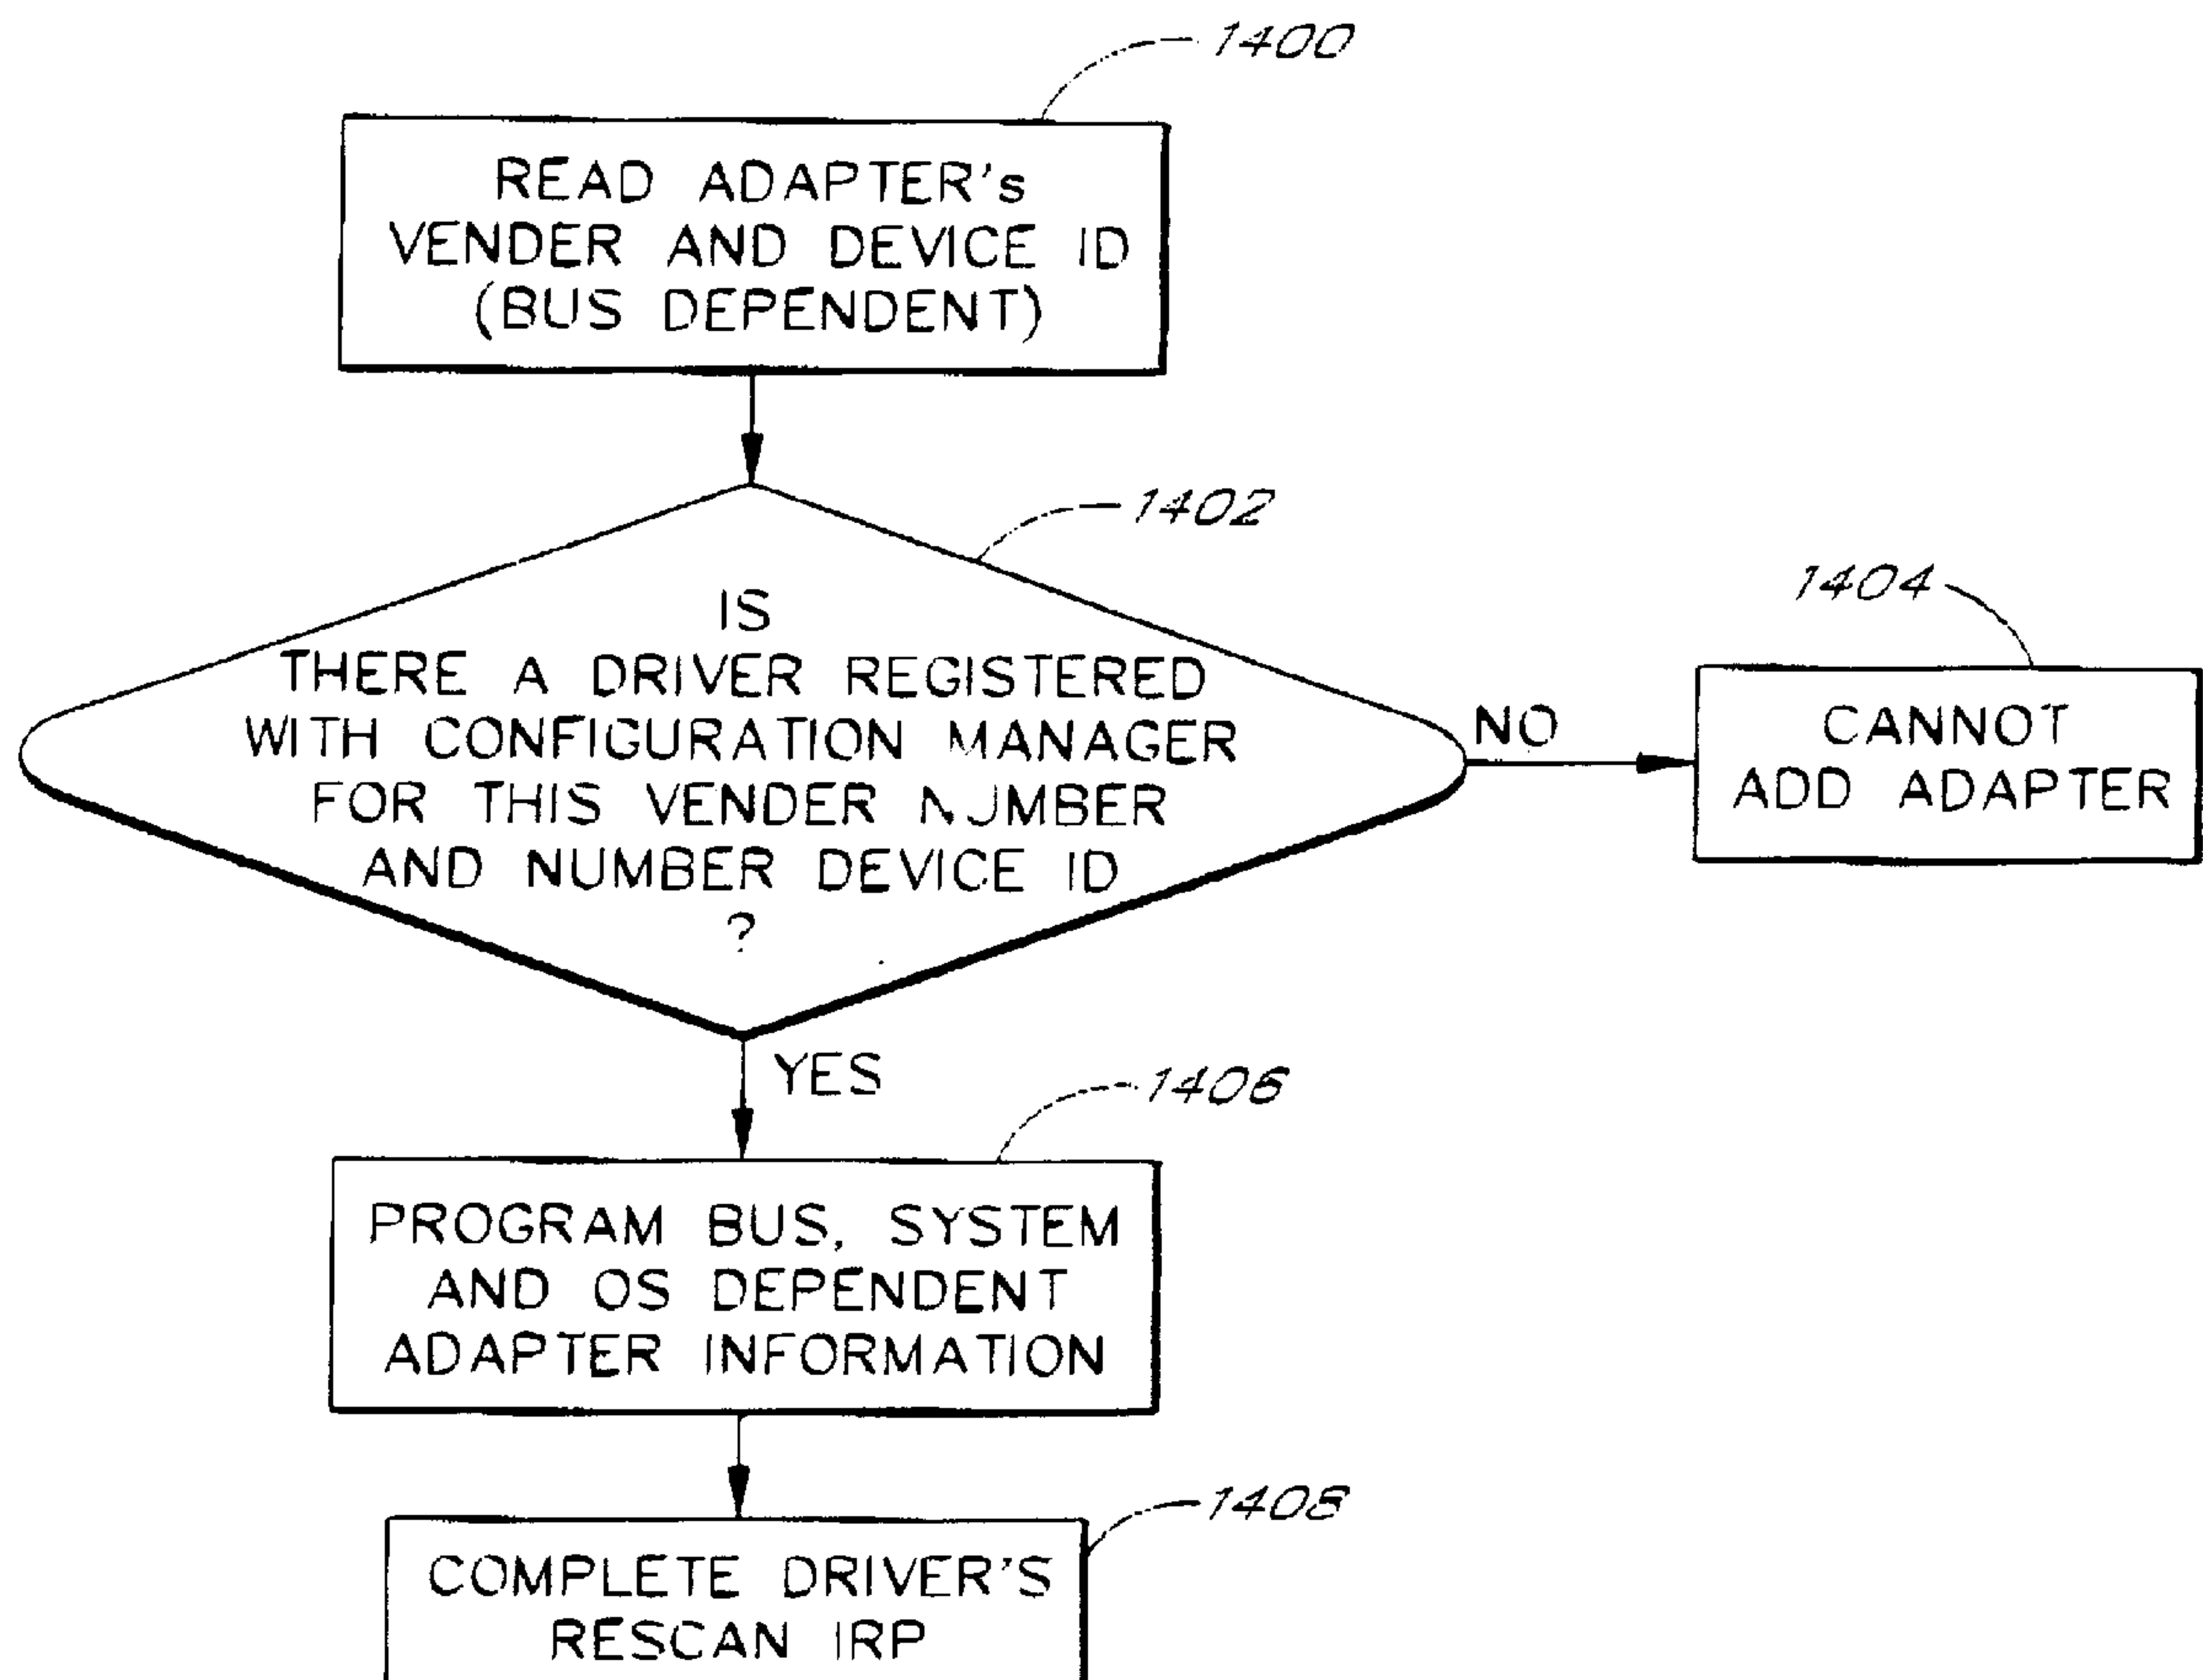 1400
READ ADAPTER's
VENDER AND DEVICE ID
(BUS DEPENDENT)
1402
IS
THERE A DRIVER REGISTERED
WITH CONFIGURATION MANAGER
FOR THIS VENDER NUMBER
AND NUMBER DEVICE ID
?
NO
1404
CANNOT
ADD ADAPTER
YES
1406
PROGRAM BUS, SYSTEM
AND OS DEPENDENT
ADAPTER INFORMATION
1408
COMPLETE DRIVER'S
RESCAN IRP